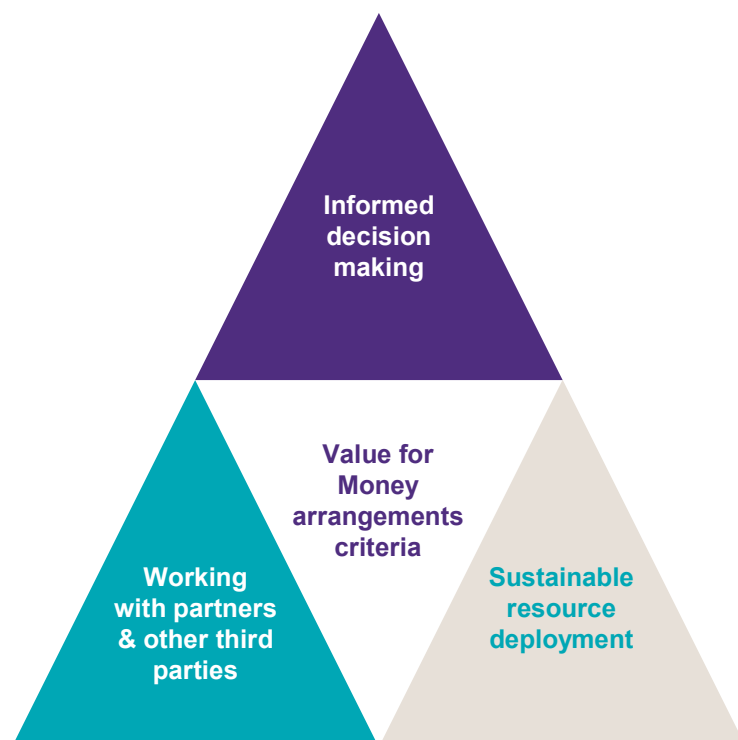 Informed
decision
making
Value for
Money
arrangements
criteria
Working
with partners
& other third
parties
Sustainable
resource
deployment